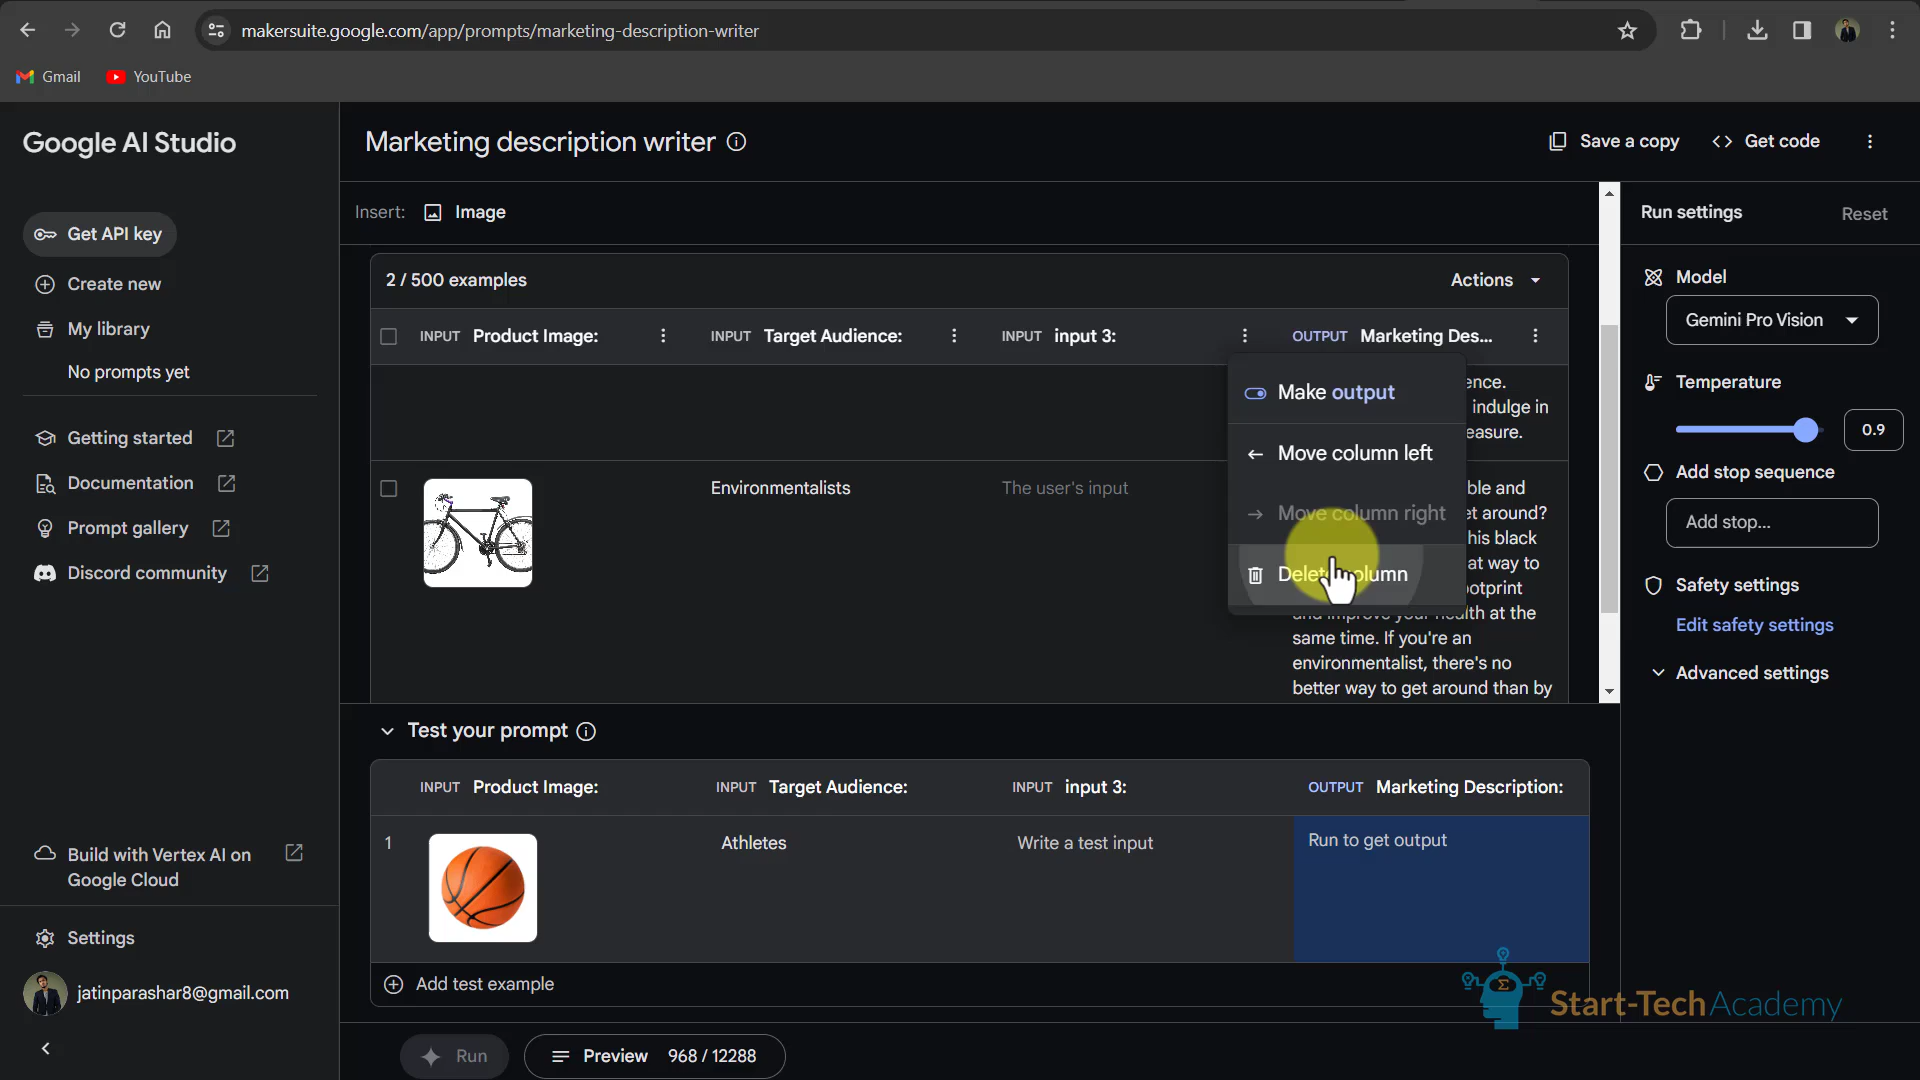 makersuite.google.com/app/prompts/marketing-description-writer
Gmail
YouTube
Google AI Studio
Get API key
Create new
My library
No prompts yet
Getting started
Documentation
Prompt gallery
Discord community
Build with Vertex AI on
Google Cloud
Settings
jatinparashar8@gmail.com
Marketing description writer
Save a copy
Get code
Insert: Image
2 / 500 examples
Actions
INPUT Product Image:
INPUT Target Audience:
INPUT input 3:
OUTPUT Marketing Des...
ence.
indulge in
easure.
Make output
Move column left
Move column right
Delete column
Environmentalists
The user's input
ble and
et around?
his black
at way to
otprint
and improve your health at the
same time. If you're an
environmentalist, there's no
better way to get around than by
Test your prompt
INPUT Product Image:
INPUT Target Audience:
INPUT input 3:
OUTPUT Marketing Description:
1
Athletes
Write a test input
Run to get output
Add test example
Run
Preview 968 / 12288
Run settings
Reset
Model
Gemini Pro Vision
Temperature
0.9
Add stop sequence
Add stop...
Safety settings
Edit safety settings
Advanced settings
Σ
Start-Tech Academy